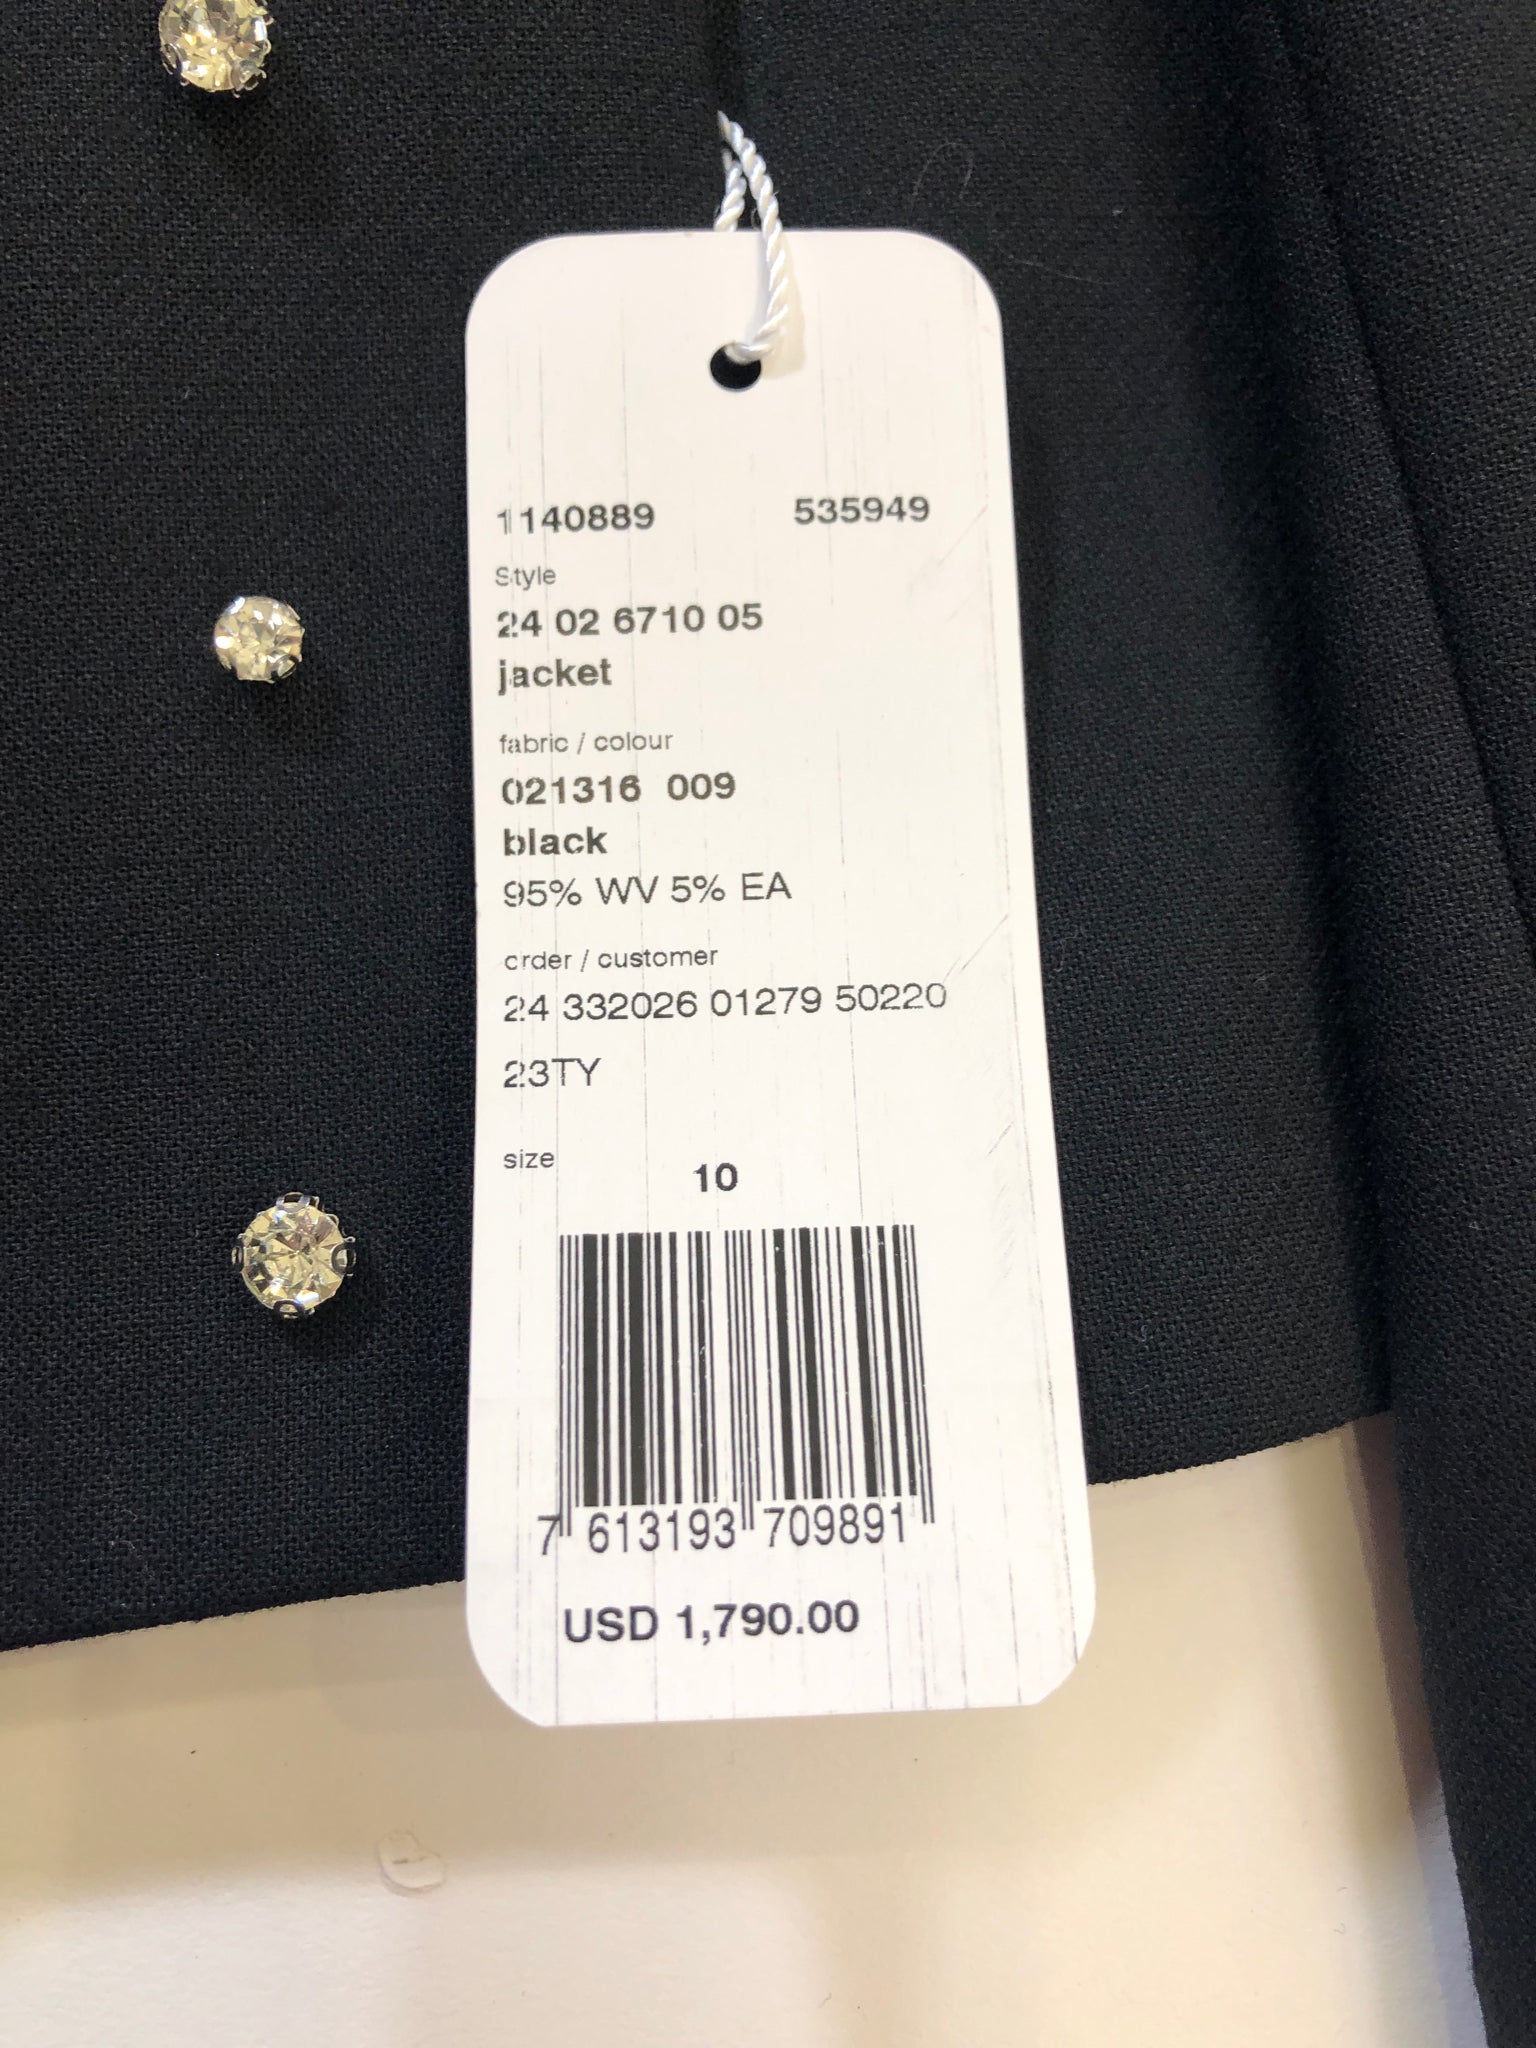 1140889 535949
Style
24 02 6710 05
jacket
fabric / colour
021316 009
black
95% WV 5% EA
order / customer
24 332026 01279 50220
23TY
size
10
7 613193 709891
USD 1,790.00